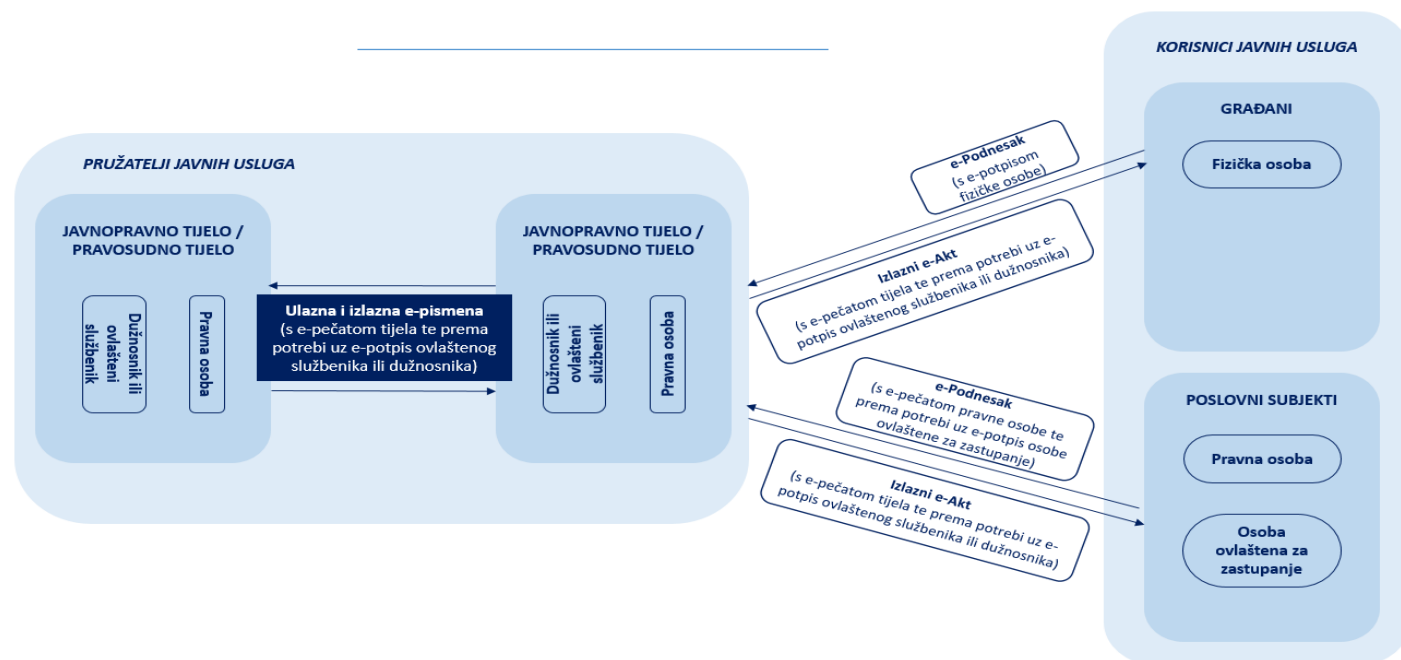 PRUŽATELJI JAVNIH USLUGA
JAVNOPRAVNO TIJELO /
PRAVOSUDNO TIJELO
Dužnosnik ili
ovlašteni
službenik
Pravna osoba
Ulazna i izlazna e-pismena
(s e-pečatom tijela te prema
potrebi uz e-potpis ovlaštenog
službenika ili dužnosnika)
JAVNOPRAVNO TIJELO /
PRAVOSUDNO TIJELO
Dužnosnik ili
ovlašteni
službenik
Pravna osoba
e-Podnesak
(s e-potpisom
fizičke osobe)
Izlazni e-Akt
(s e-pečatom tijela te prema potrebi uz e-
potpis ovlaštenog službenika ili dužnosnika)
e-Podnesak
(s e-pečatom pravne osobe te
prema potrebi uz e-potpis osobe
ovlaštene za zastupanje)
Izlazni e-Akt
(s e-pečatom tijela te prema potrebi uz e-
potpis ovlaštenog službenika ili dužnosnika)
KORISNICI JAVNIH USLUGA
GRAĐANI
Fizička osoba
POSLOVNI SUBJEKTI
Pravna osoba
Osoba
ovlaštena za
zastupanje